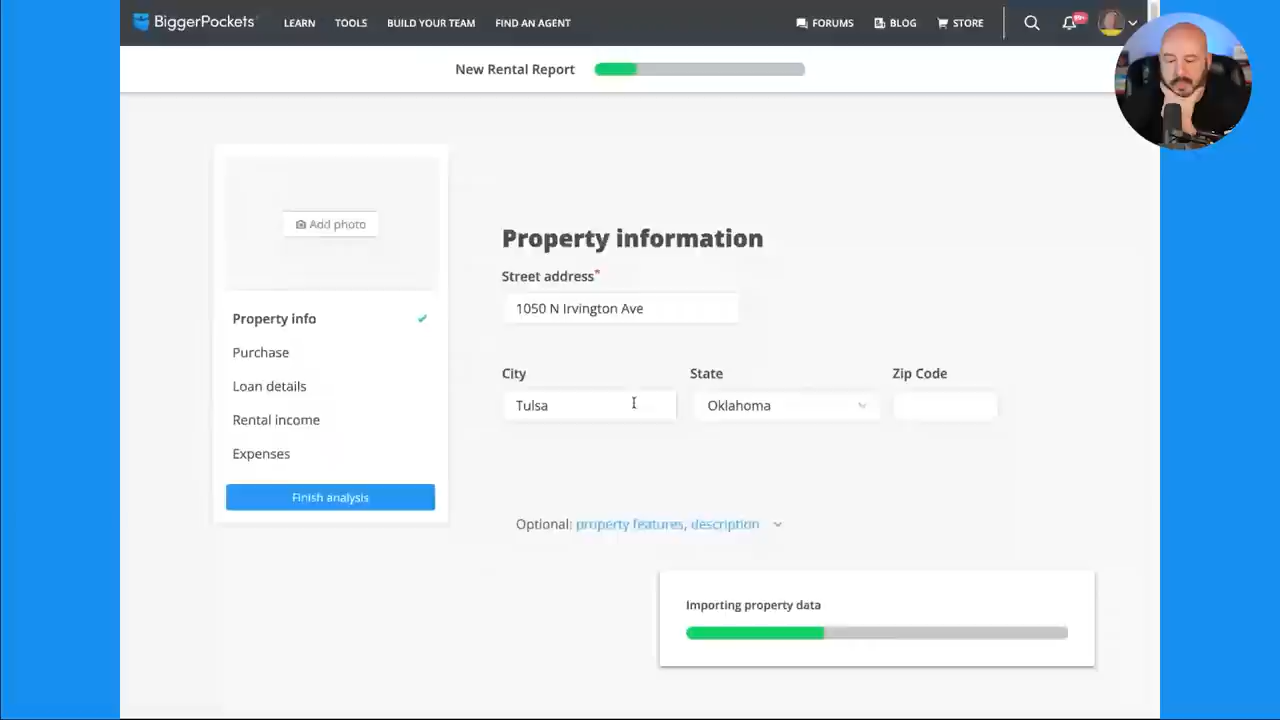 BiggerPockets
LEARN
TOOLS
BUILD YOUR TEAM
FIND AN AGENT
FORUMS
BLOG
STORE
99+
New Rental Report
Add photo
Property info
Purchase
Loan details
Rental income
Expenses
Finish analysis
Property information
Street address*
1050 N Irvington Ave
City
State
Zip Code
Tulsa
Oklahoma
Optional: property features, description
Importing property data